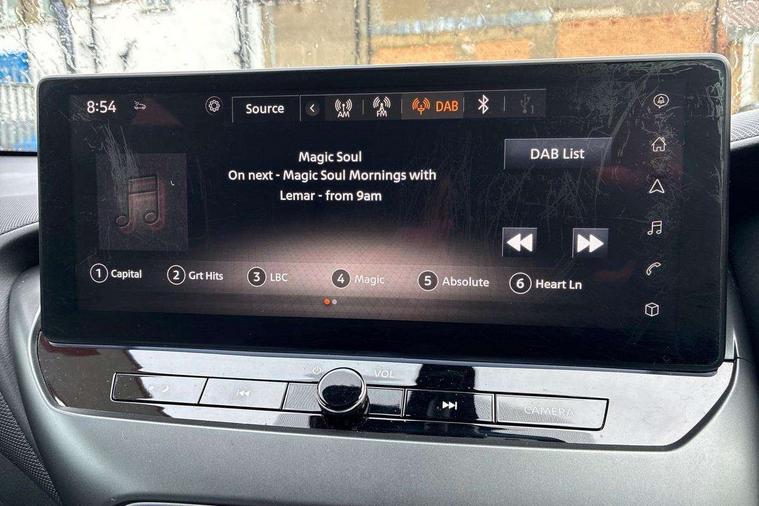 8:54
Source
AM
FM
DAB
1
Magic Soul
On next - Magic Soul Mornings with
Lemar - from 9am
DAB List
1 Capital
2 Grt Hits
3 LBC
4 Magic
5 Absolute
6 Heart Ln
VOL
CAMERA